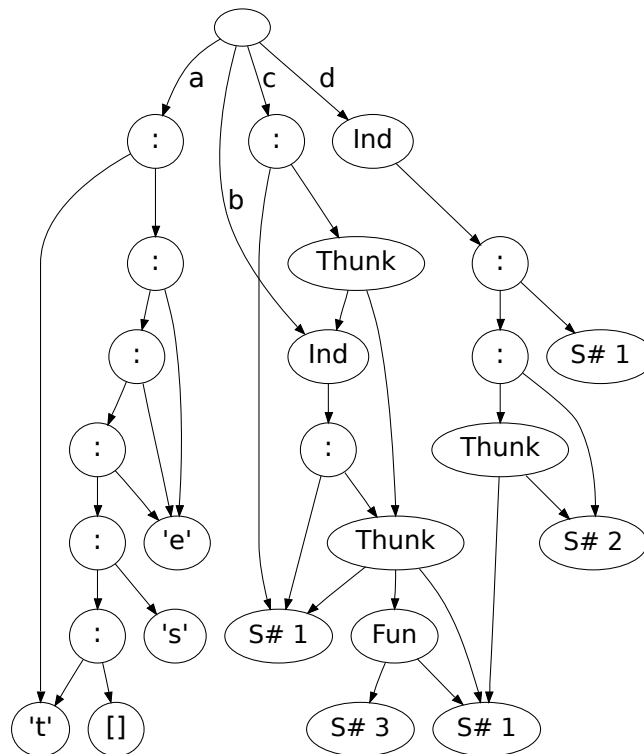 a
c
d
:
:
Ind
b
:
Thunk
:
:
Ind
:
S# 1
:
:
Thunk
:
'e'
Thunk
S# 2
:
's'
S# 1
Fun
't'
[]
S# 3
S# 1